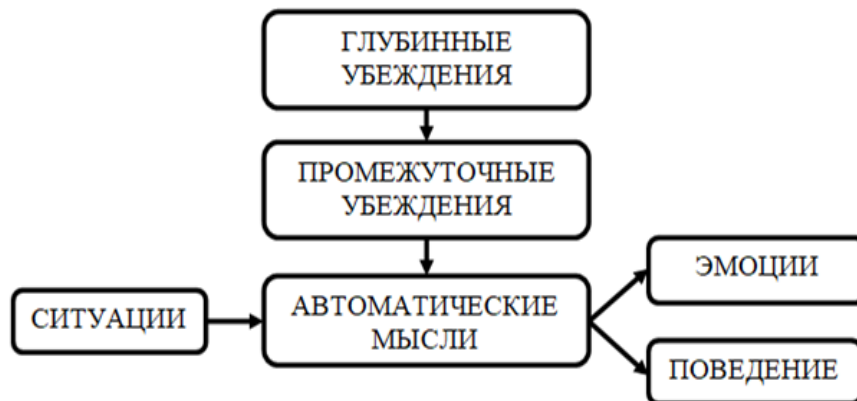 ГЛУБИННЫЕ
УБЕЖДЕНИЯ
ПРОМЕЖУТОЧНЫЕ
УБЕЖДЕНИЯ
СИТУАЦИИ
АВТОМАТИЧЕСКИЕ
МЫСЛИ
ЭМОЦИИ
ПОВЕДЕНИЕ